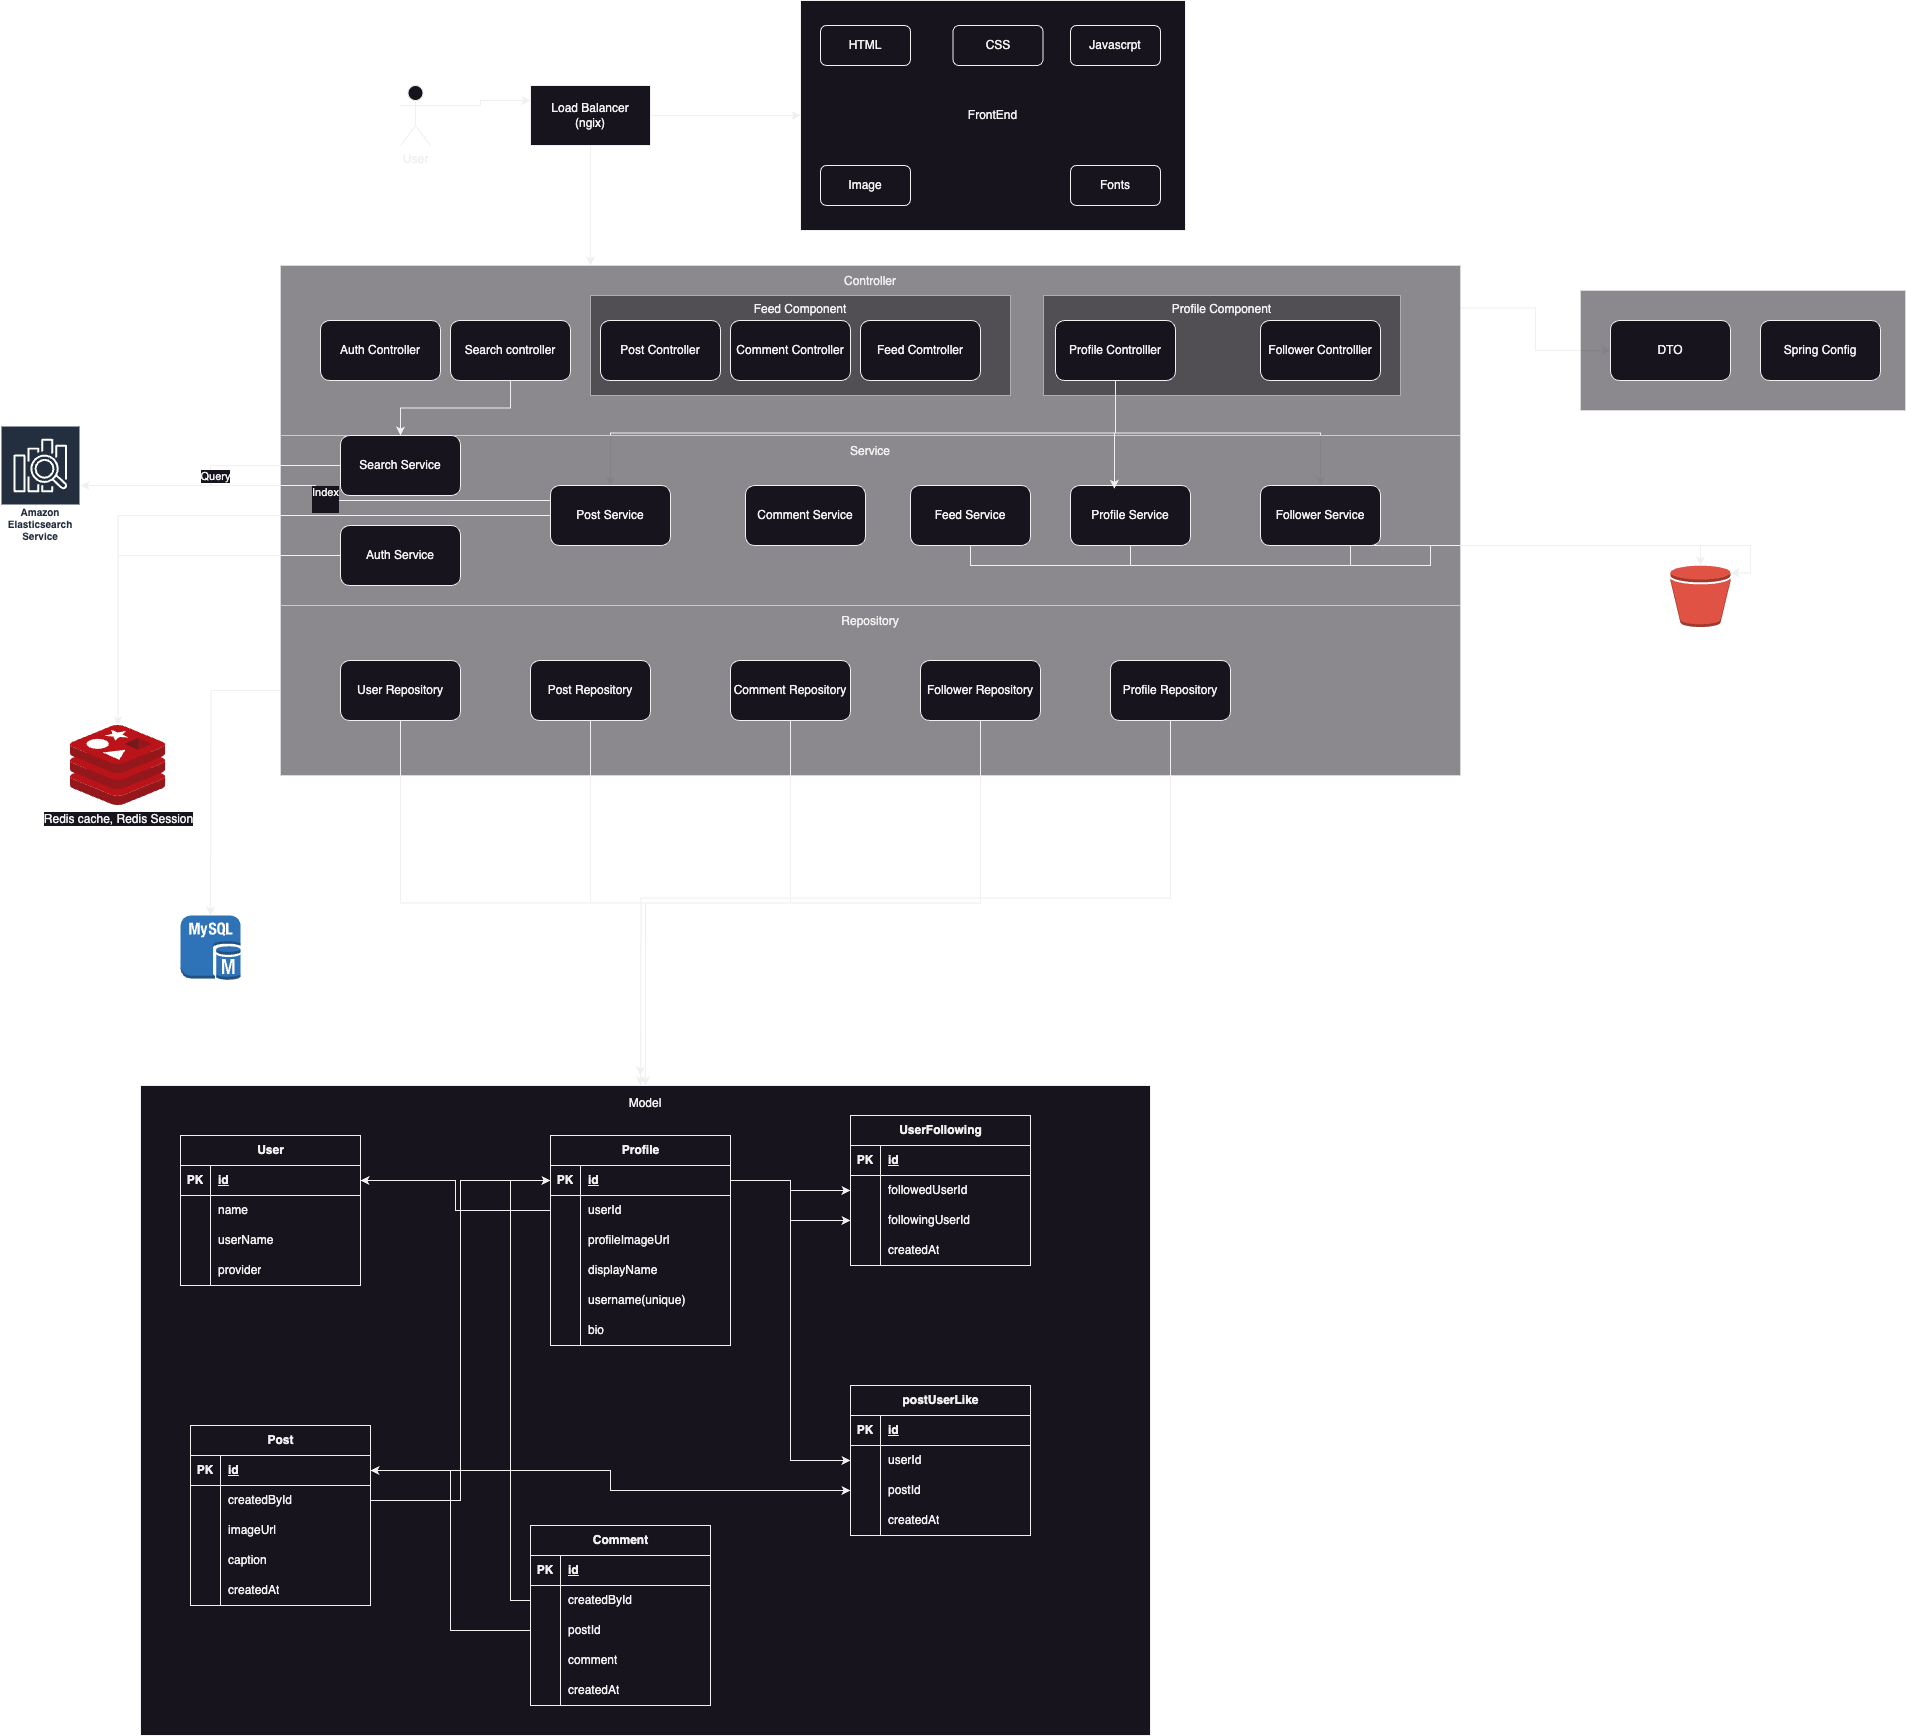 HTML
CSS
Javascrpt
FrontEnd
Image
Fonts
Load Balancer
(ngix)
User
Controller
Feed Component
Profile Component
Auth Controller
Search controller
Post Controller
Comment Controller
Feed Comtroller
Profile Controlller
Follower Controlller
DTO
Spring Config
Service
Search Service
Query
Index
Amazon
Elasticsearch
Service
Post Service
Comment Service
Feed Service
Profile Service
Follower Service
Auth Service
Repository
User Repository
Post Repository
Comment Repository
Follower Repository
Profile Repository
Redis cache, Redis Session
MySQL
M
Model
User
PK id
name
userName
provider
Profile
PK id
userId
profileImageUrl
displayName
username(unique)
bio
UserFollowing
PK id
followedUserId
followingUserId
createdAt
postUserLike
PK id
userId
postId
createdAt
Post
PK id
createdById
imageUrl
caption
createdAt
Comment
PK id
createdById
postId
comment
createdAt